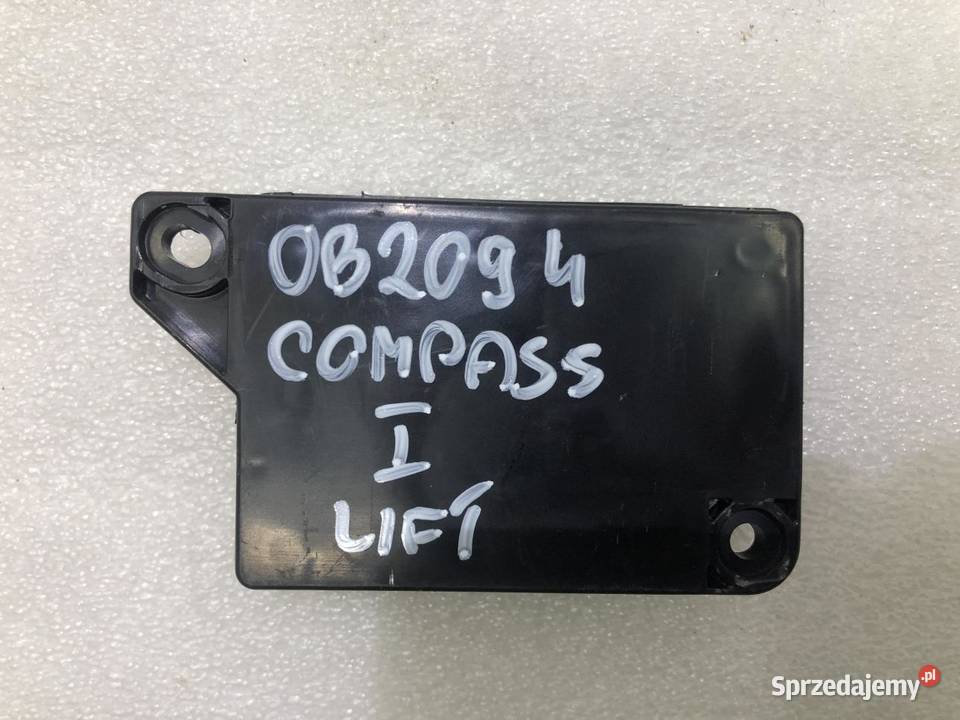 OB2094
COMPASS
I
LIFT
Sprzedajemy.pl